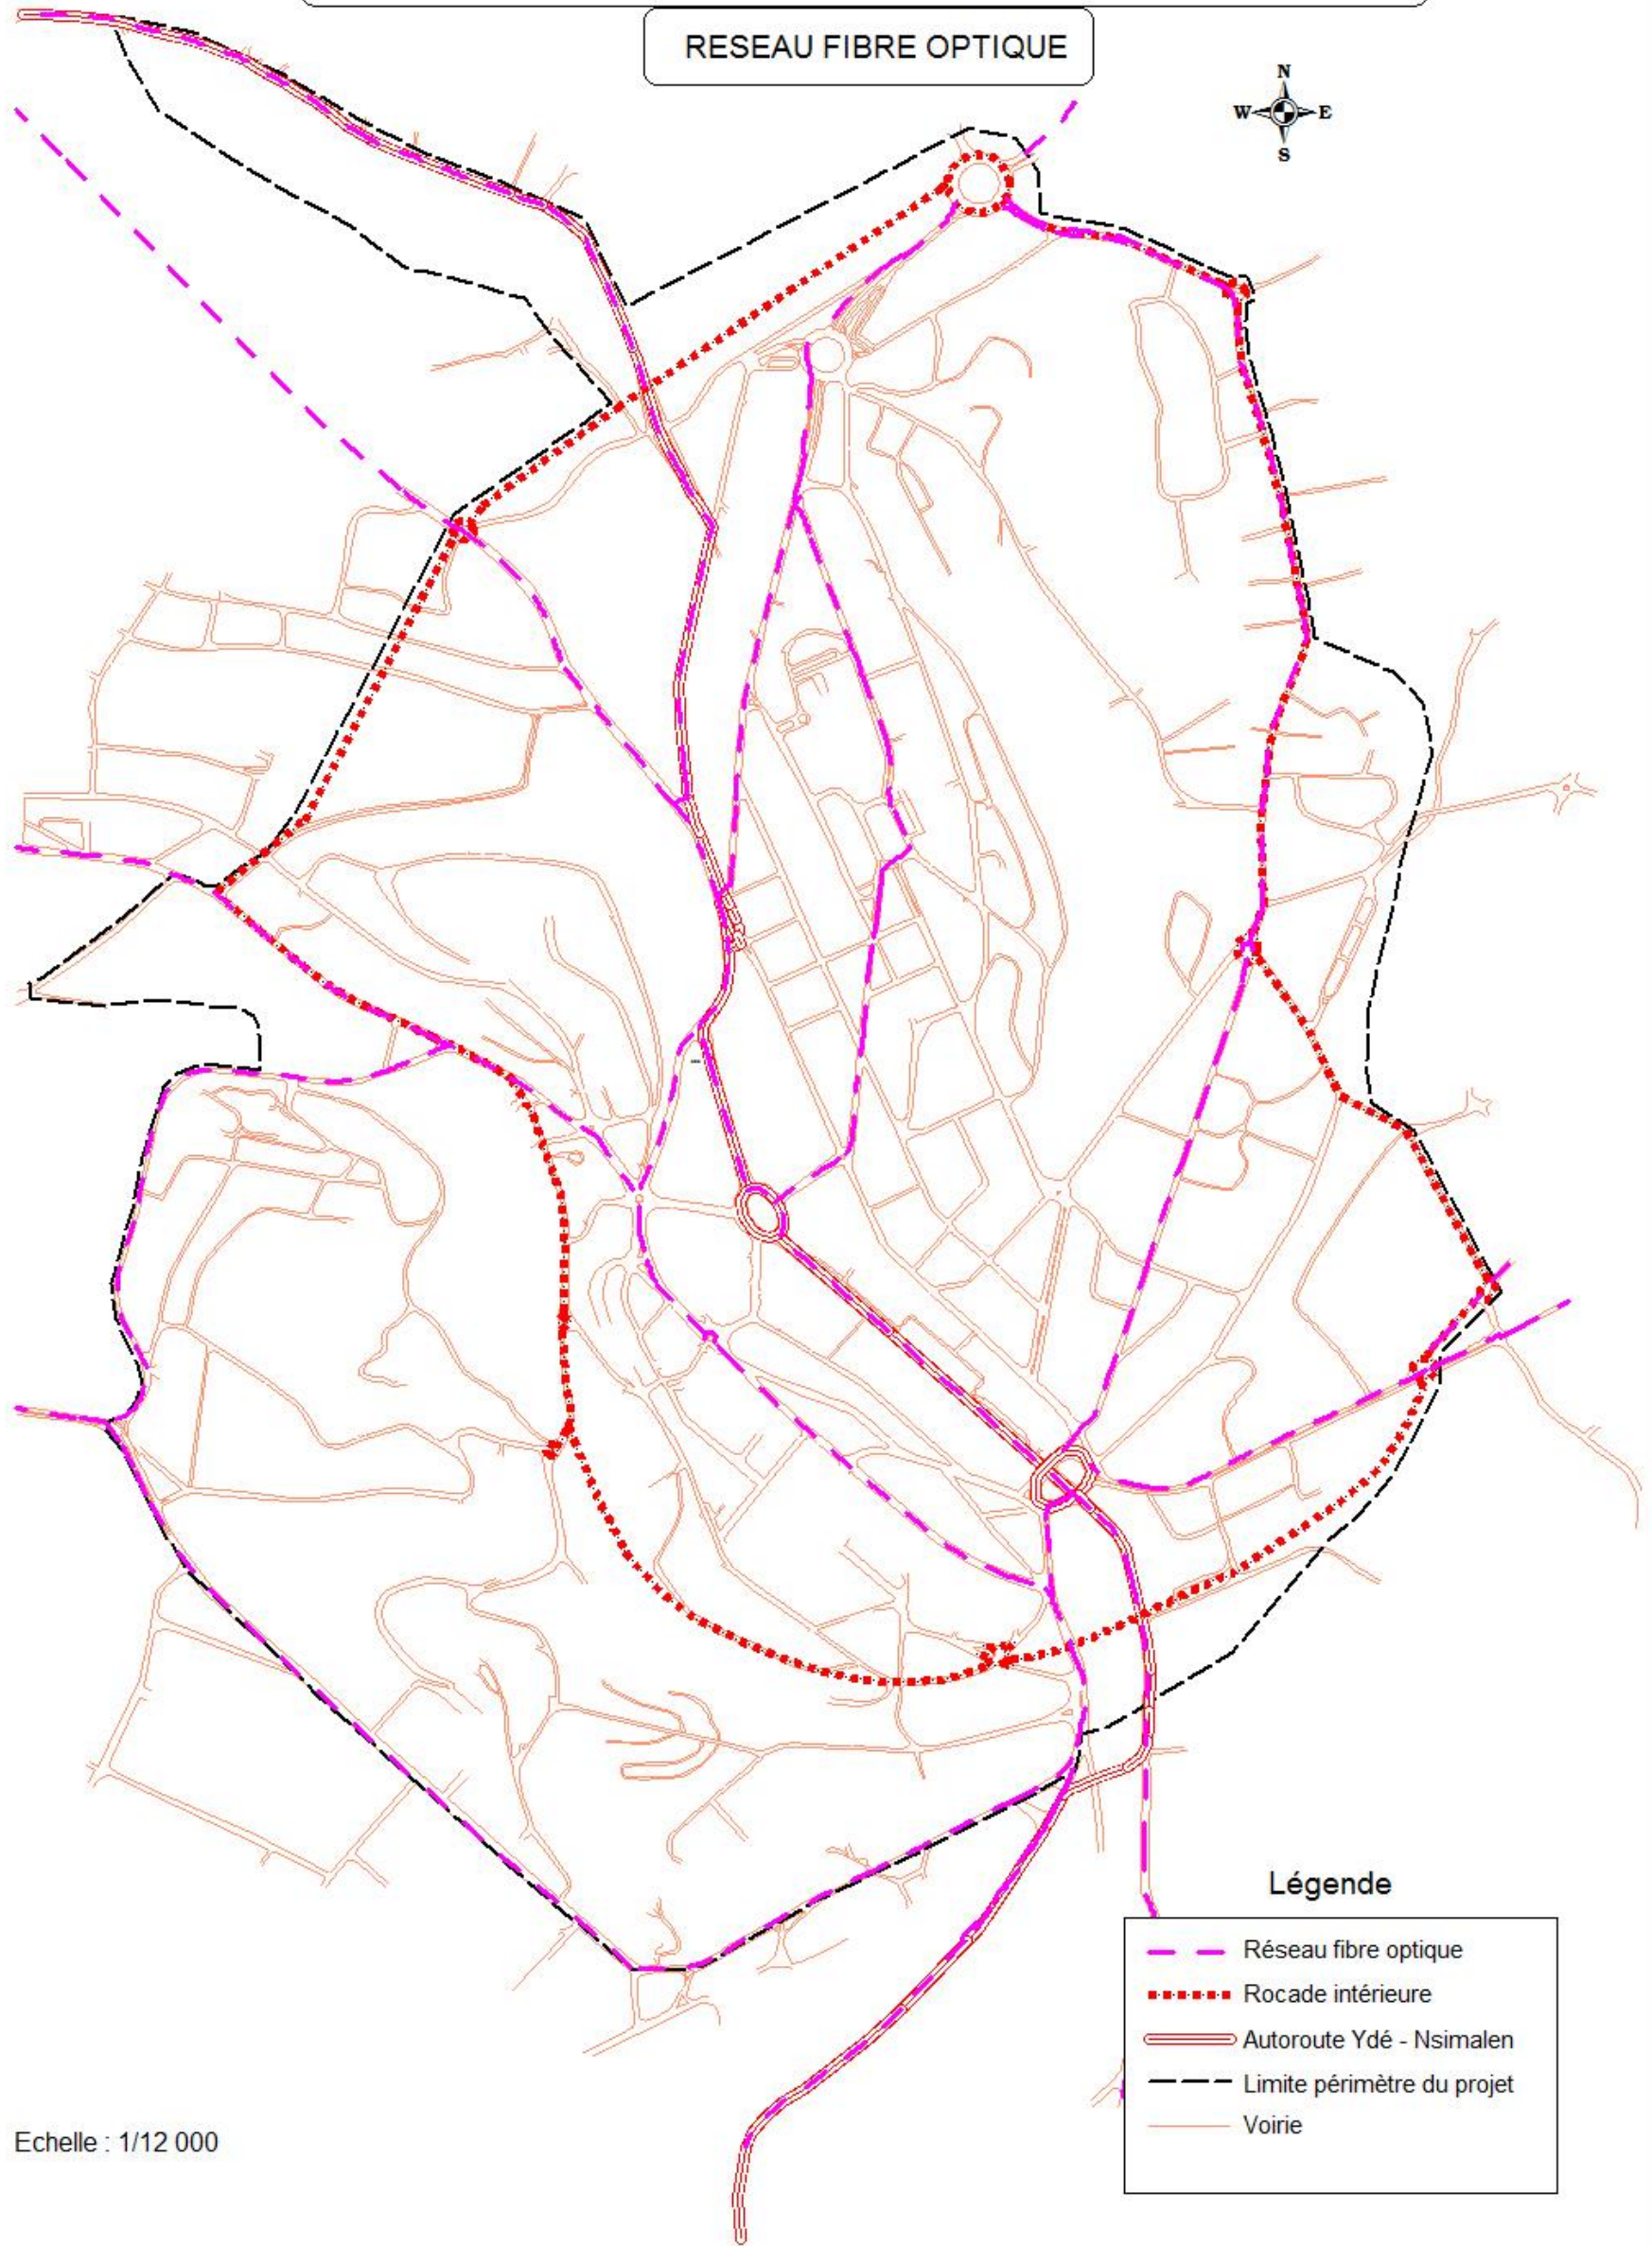 RESEAU FIBRE OPTIQUE
N
W E
S
Légende
Réseau fibre optique
Rocade intérieure
Autoroute Ydé - Nsimalen
Limite périmètre du projet
Voirie
Echelle : 1/12 000